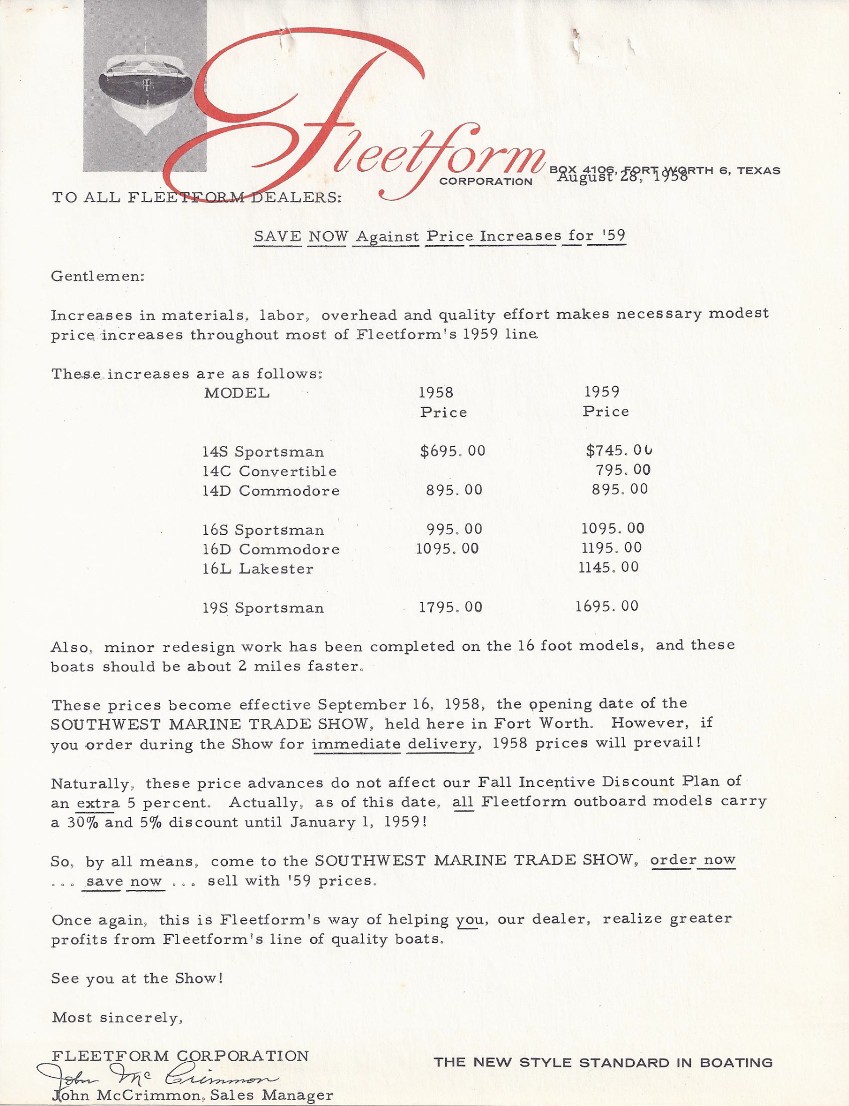 Fleetform
CORPORATION BOX 4106, FORT WORTH 6, TEXAS
August 28, 1958
TO ALL FLEETFORM DEALERS:
SAVE NOW Against Price Increases for '59
Gentlemen:
Increases in materials, labor, overhead and quality effort makes necessary modest
price increases throughout most of Fleetform's 1959 line.
These increases are as follows:
MODEL 1958 1959
Price Price
14S Sportsman $695.00 $745.00
14C Convertible 795.00
14D Commodore 895.00 895.00
16S Sportsman 995.00 1095.00
16D Commodore 1095.00 1195.00
16L Lakester 1145.00
19S Sportsman 1795.00 1695.00
Also, minor redesign work has been completed on the 16 foot models, and these
boats should be about 2 miles faster.
These prices become effective September 16, 1958, the opening date of the
SOUTHWEST MARINE TRADE SHOW, held here in Fort Worth. However, if
you order during the Show for immediate delivery, 1958 prices will prevail!
Naturally, these price advances do not affect our Fall Incentive Discount Plan of
an extra 5 percent. Actually, as of this date, all Fleetform outboard models carry
a 30% and 5% discount until January 1, 1959!
So, by all means, come to the SOUTHWEST MARINE TRADE SHOW, order now
... save now ... sell with '59 prices.
Once again, this is Fleetform's way of helping you, our dealer, realize greater
profits from Fleetform's line of quality boats.
See you at the Show!
Most sincerely,
FLEETFORM CORPORATION
THE NEW STYLE STANDARD IN BOATING
John McCrimmon
John McCrimmon, Sales Manager